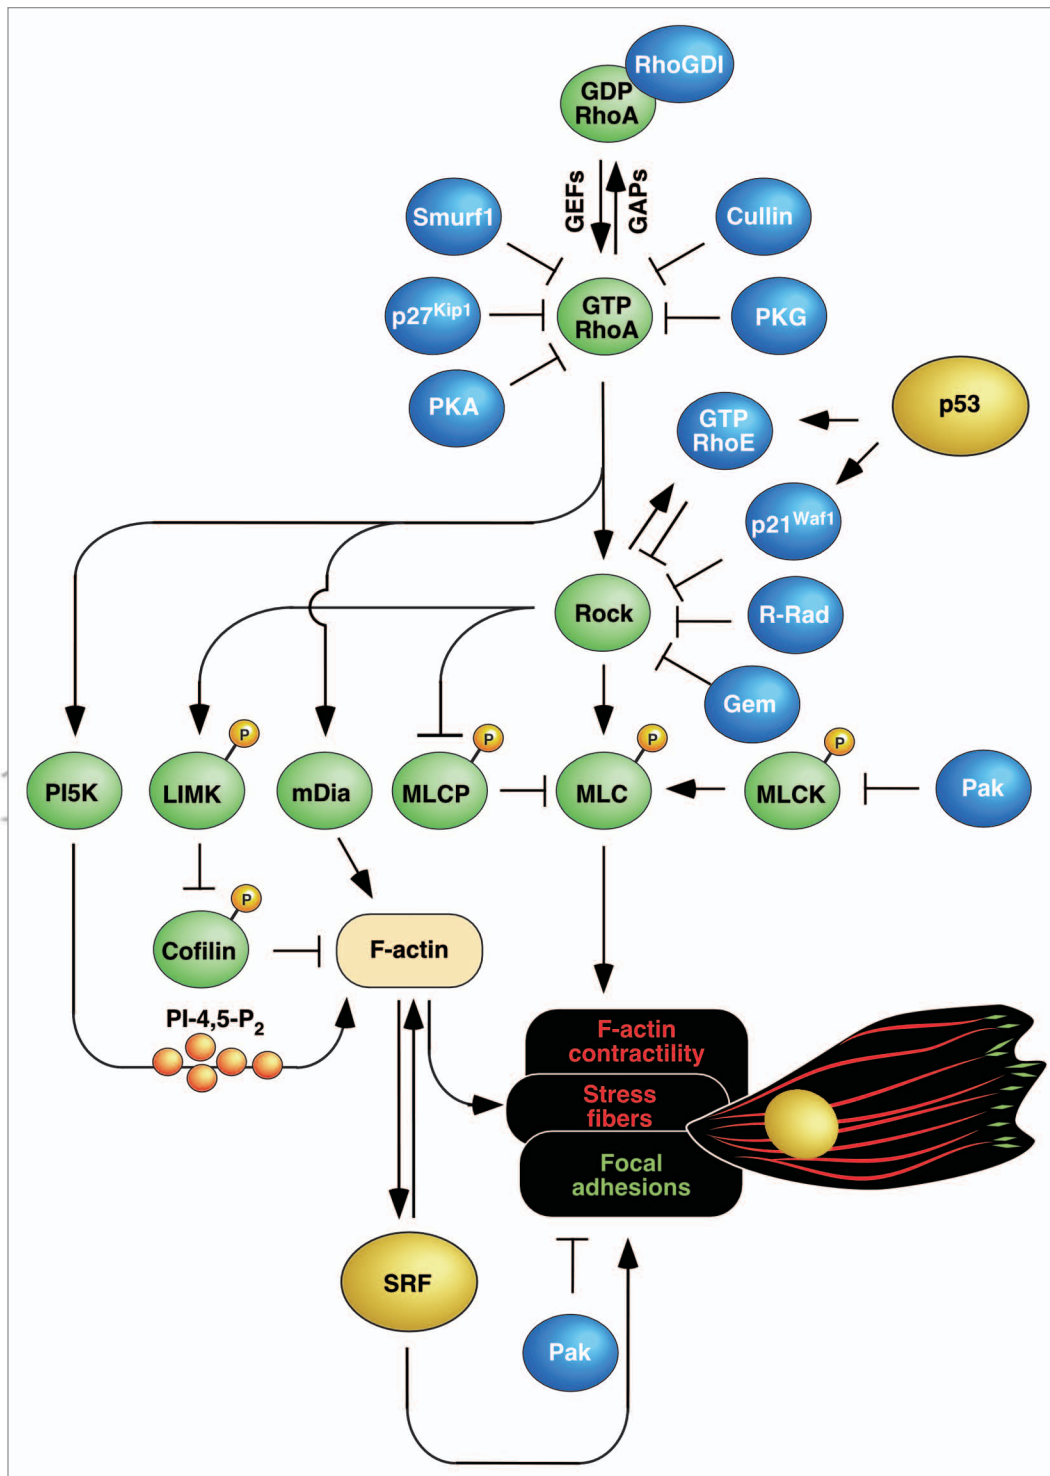 RhoGDI
GDP
RhoA
GEFs
GAPs
Smurf1
Cullin
p27Kip1
GTP
RhoA
PKG
PKA
GTP
RhoE
p53
p21Waf1
Rock
R-Rad
Gem
P
P
P
P
PI5K
LIMK
mDia
MLCP
MLC
MLCK
Pak
P
Cofilin
F-actin
PI-4,5-P2
F-actin
contractility
Stress
fibers
Focal
adhesions
SRF
Pak